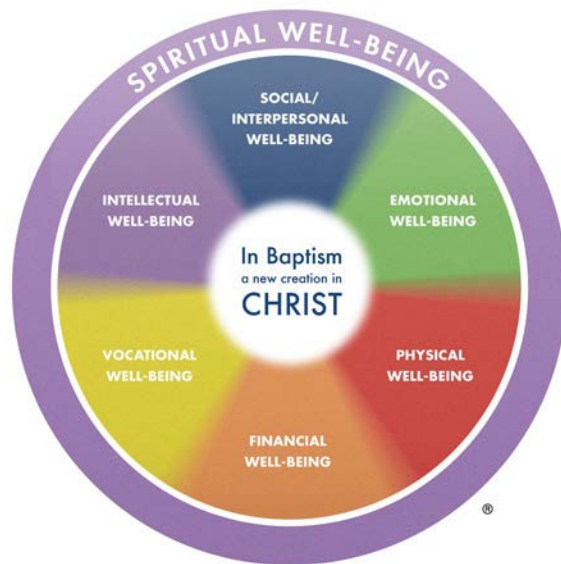 SPIRITUAL WELL-BEING
SOCIAL/
INTERPERSONAL
WELL-BEING
INTELLECTUAL
WELL-BEING
EMOTIONAL
WELL-BEING
In Baptism
a new creation in
CHRIST
VOCATIONAL
WELL-BEING
PHYSICAL
WELL-BEING
FINANCIAL
WELL-BEING
®